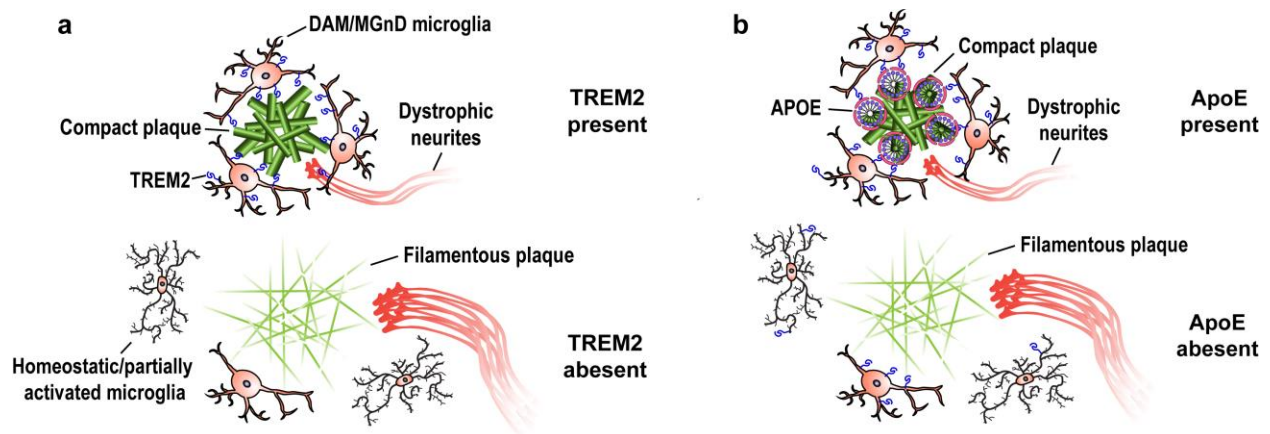 a
DAM/MGnD microglia
Compact plaque
TREM2
Dystrophic
neurites
TREM2
present
Filamentous plaque
Homeostatic/partially
activated microglia
TREM2
abesent
b
Compact plaque
APOE
Dystrophic
neurites
ApoE
present
Filamentous plaque
ApoE
abesent